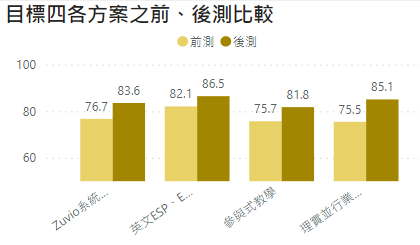 目標四各方案之前、後測比較
前測 後測
100
80
60
76.7 83.6 82.1 86.5 75.7 81.8 75.5 85.1
Zuvio系統...
英文ESP、E...
參與式教學
理實並行業...